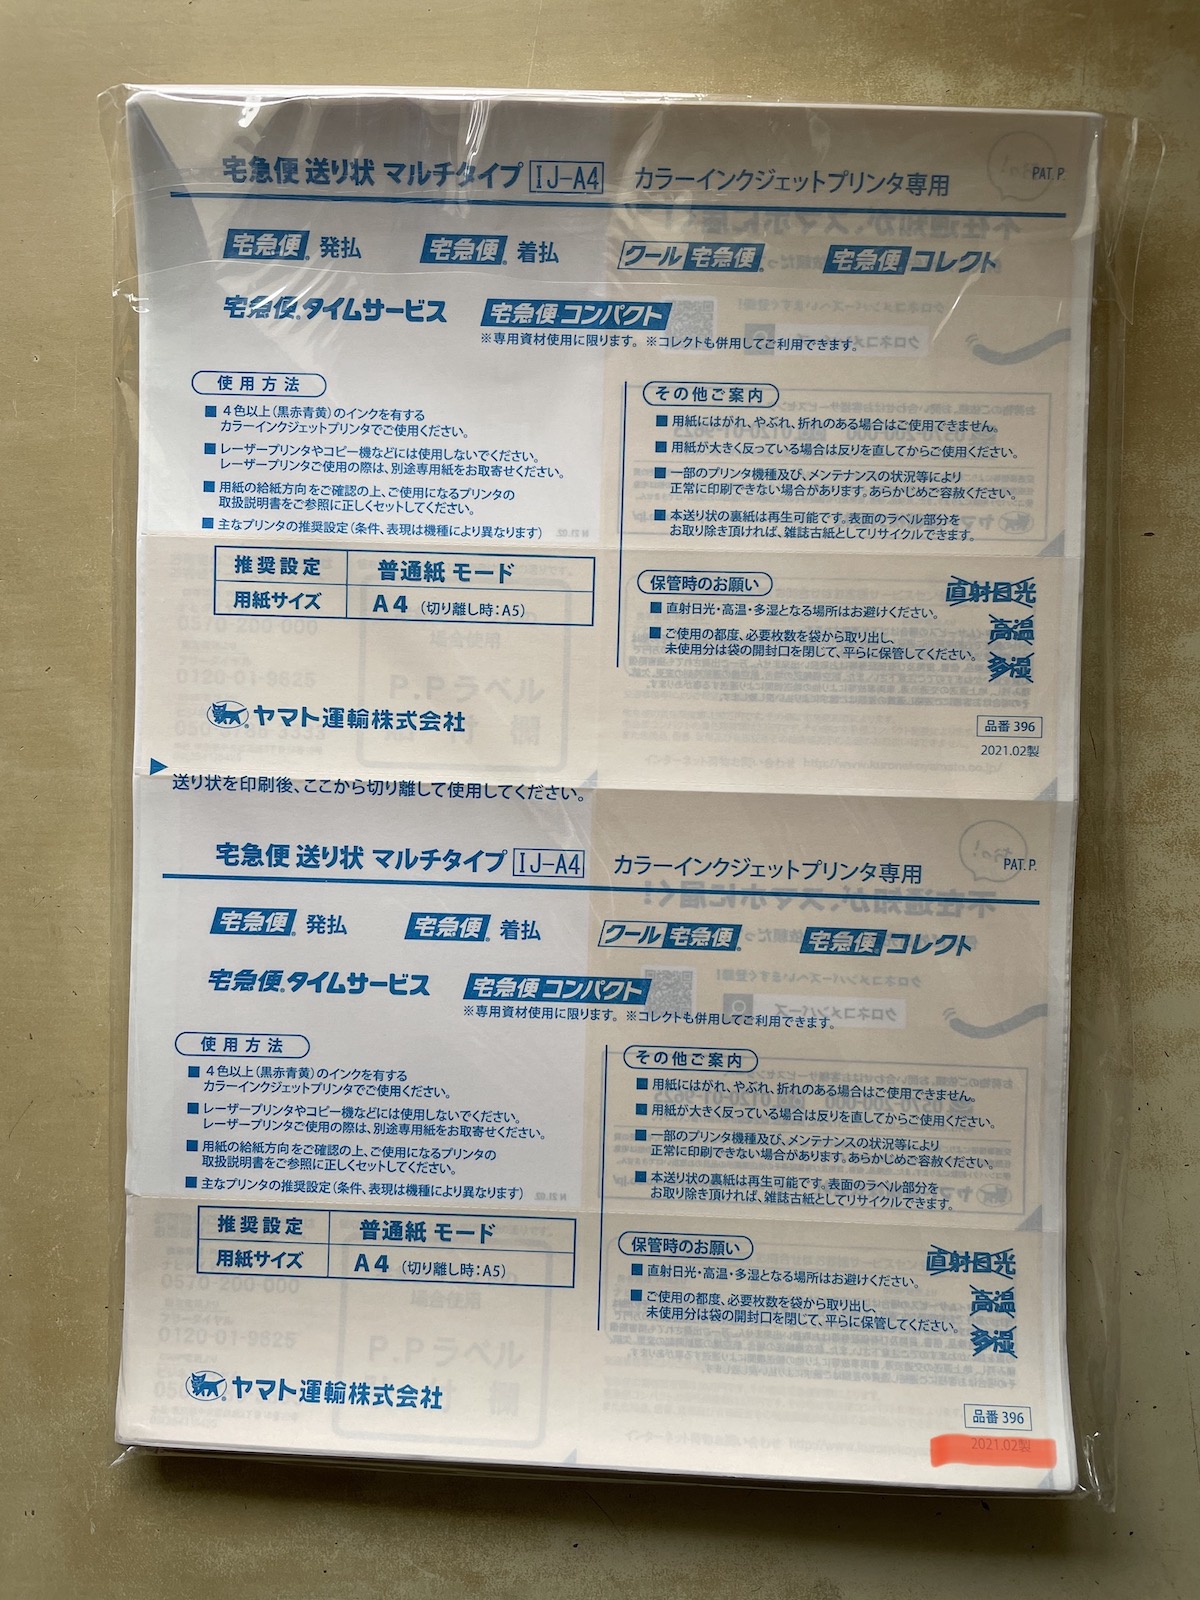 宅急便 送り状 マルチタイプ IJ-A4 カラーインクジェットプリンタ専用 PAT. P.
宅急便 発払 宅急便 着払 クール宅急便 宅急便コレクト
宅急便タイムサービス 宅急便コンパクト
※専用資材使用に限ります。 ※コレクトも併用してご利用できます。
使用方法
■ 4色以上(黒赤青黄)のインクを有する
カラーインクジェットプリンタでご使用ください。
■ レーザープリンタやコピー機などには使用しないでください。
レーザープリンタご使用の際は、別途専用紙をお取寄せください。
■ 用紙の給紙方向をご確認の上、ご使用になるプリンタの
取扱説明書をご参照に正しくセットしてください。
■ 主なプリンタの推奨設定(条件、表現は機種により異なります)
推奨設定 普通紙 モード
用紙サイズ A4 (切り離し時:A5)
ヤマト運輸株式会社
その他ご案内
■ 用紙にはがれ、やぶれ、折れのある場合はご使用できません。
■ 用紙が大きく反っている場合は反りを直してからご使用ください。
■ 一部のプリンタ機種及び、メンテナンスの状況等により
正常に印刷できない場合があります。あらかじめご容赦ください。
■ 本送り状の裏紙は再生可能です。表面のラベル部分を
お取り除き頂ければ、雑誌古紙としてリサイクルできます。
保管時のお願い
■ 直射日光・高温・多湿となる場所はお避けください。
■ ご使用の都度、必要枚数を袋から取り出し、
未使用分は袋の開封口を閉じて、平らに保管してください。
直射日光
高温
多湿
品番 396
2021.02製
送り状を印刷後、ここから切り離して使用してください。
宅急便 送り状 マルチタイプ IJ-A4 カラーインクジェットプリンタ専用 PAT. P.
宅急便 発払 宅急便 着払 クール宅急便 宅急便コレクト
宅急便タイムサービス 宅急便コンパクト
※専用資材使用に限ります。 ※コレクトも併用してご利用できます。
使用方法
■ 4色以上(黒赤青黄)のインクを有する
カラーインクジェットプリンタでご使用ください。
■ レーザープリンタやコピー機などには使用しないでください。
レーザープリンタご使用の際は、別途専用紙をお取寄せください。
■ 用紙の給紙方向をご確認の上、ご使用になるプリンタの
取扱説明書をご参照に正しくセットしてください。
■ 主なプリンタの推奨設定(条件、表現は機種により異なります)
推奨設定 普通紙 モード
用紙サイズ A4 (切り離し時:A5)
ヤマト運輸株式会社
その他ご案内
■ 用紙にはがれ、やぶれ、折れのある場合はご使用できません。
■ 用紙が大きく反っている場合は反りを直してからご使用ください。
■ 一部のプリンタ機種及び、メンテナンスの状況等により
正常に印刷できない場合があります。あらかじめご容赦ください。
■ 本送り状の裏紙は再生可能です。表面のラベル部分を
お取り除き頂ければ、雑誌古紙としてリサイクルできます。
保管時のお願い
■ 直射日光・高温・多湿となる場所はお避けください。
■ ご使用の都度、必要枚数を袋から取り出し、
未使用分は袋の開封口を閉じて、平らに保管してください。
直射日光
高温
多湿
品番 396
2021.02製